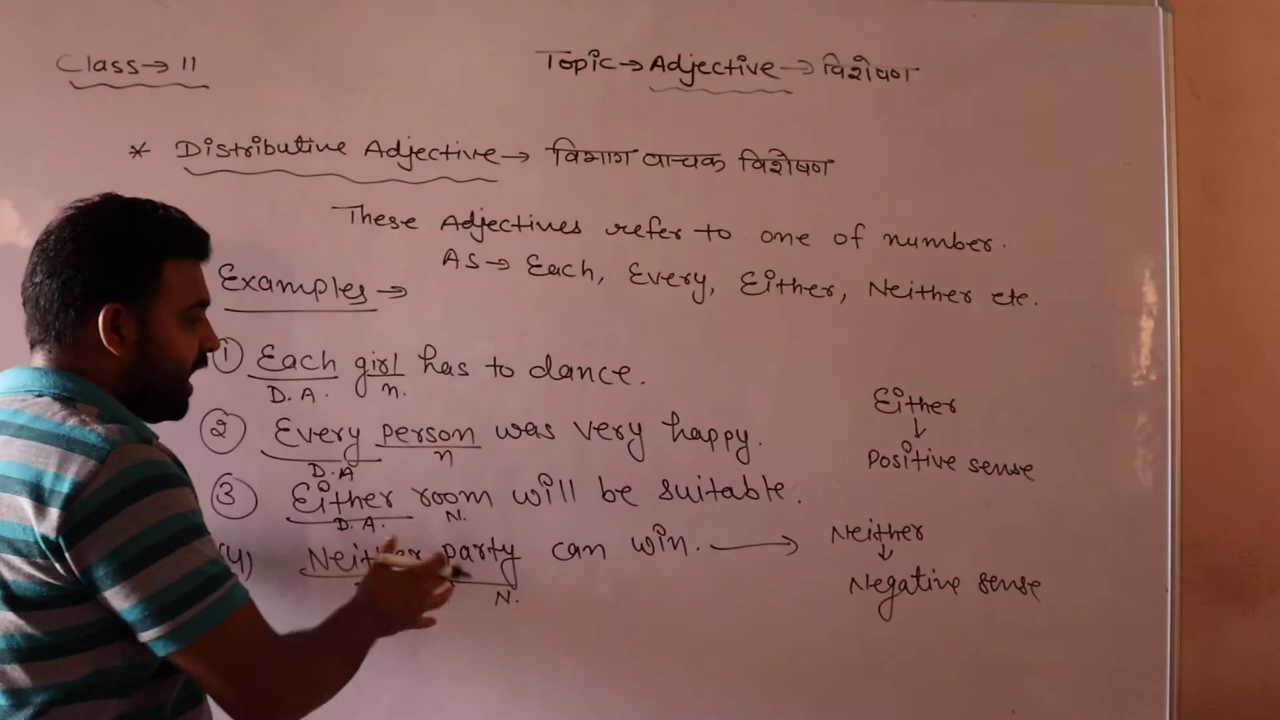 Class → 11
Topic → Adjective → विशेषण
* Distributive Adjective → विभाग वाचक विशेषण
These Adjectives refer to one of number.
As → Each, Every, Either, Neither etc.
Examples →
① Each girl has to dance.
D.A. n.
② Every person was very happy.
D.A n
③ Either room will be suitable.
D.A. N.
(4) Neither party can win. →
N.
Either
↓
Positive sense
Neither
↓
Negative sense